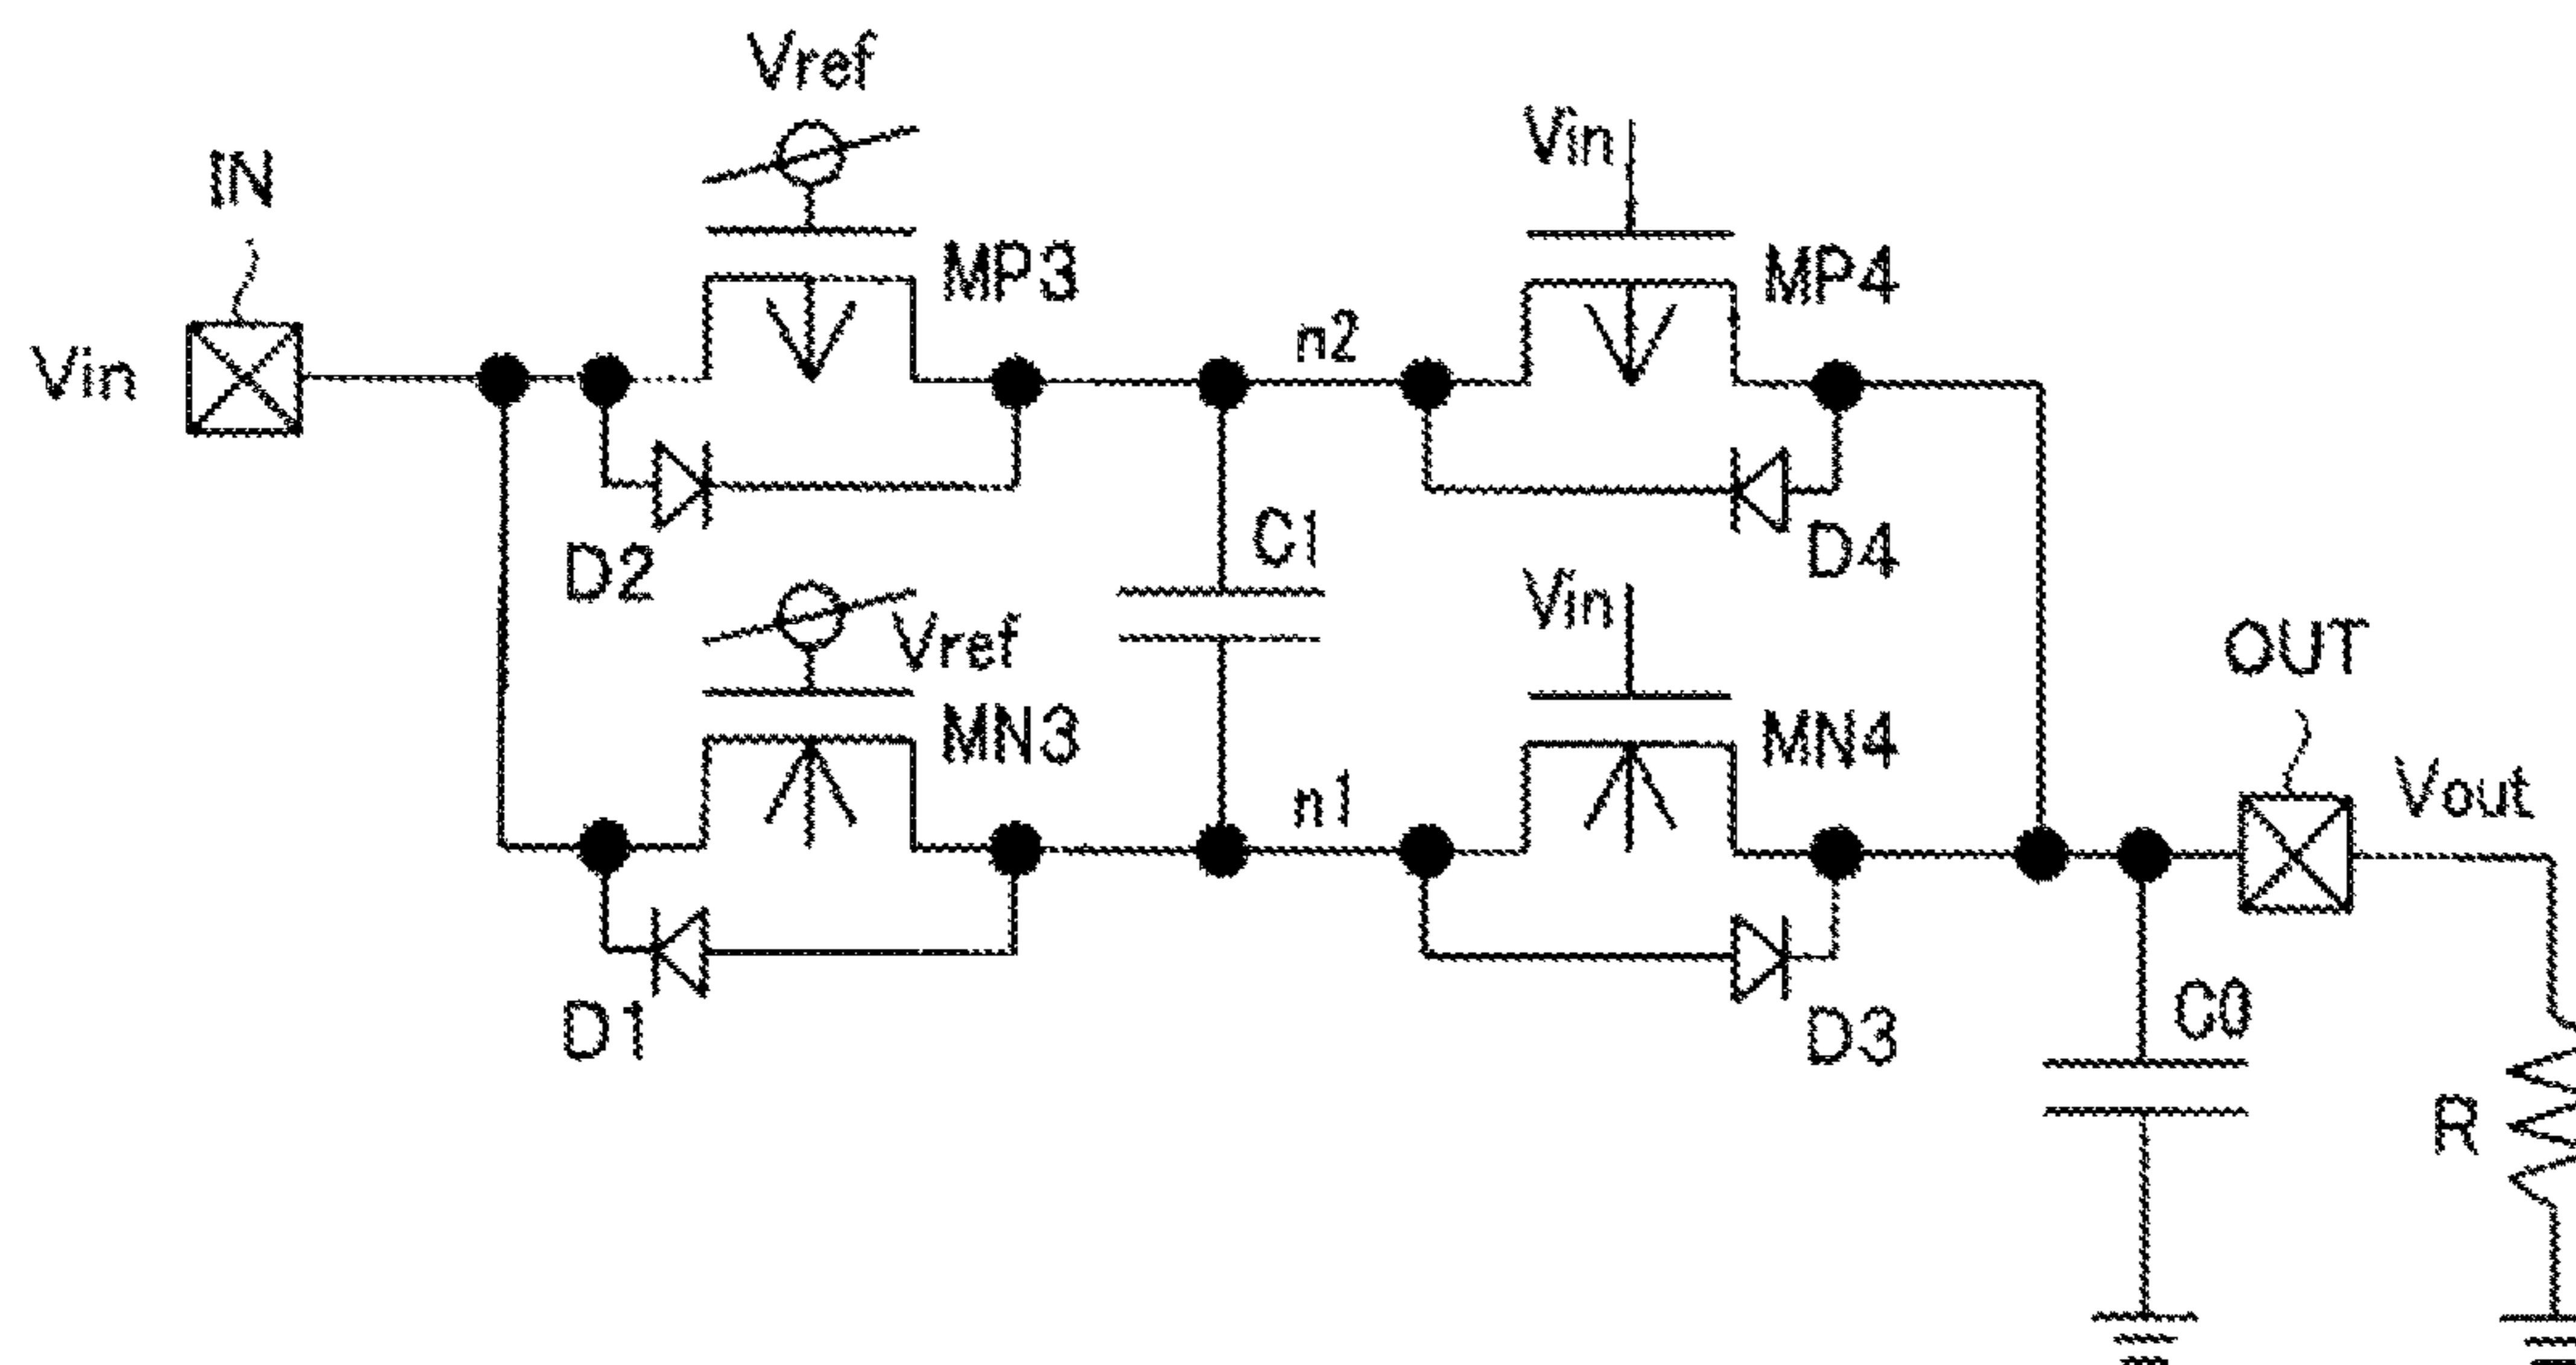 Vref
Vin
IN
MP3
MP4
Vin
n2
D2
C1
D4
Vref
Vin
MN3
MN4
OUT
n1
Vout
D1
D3
C0
R